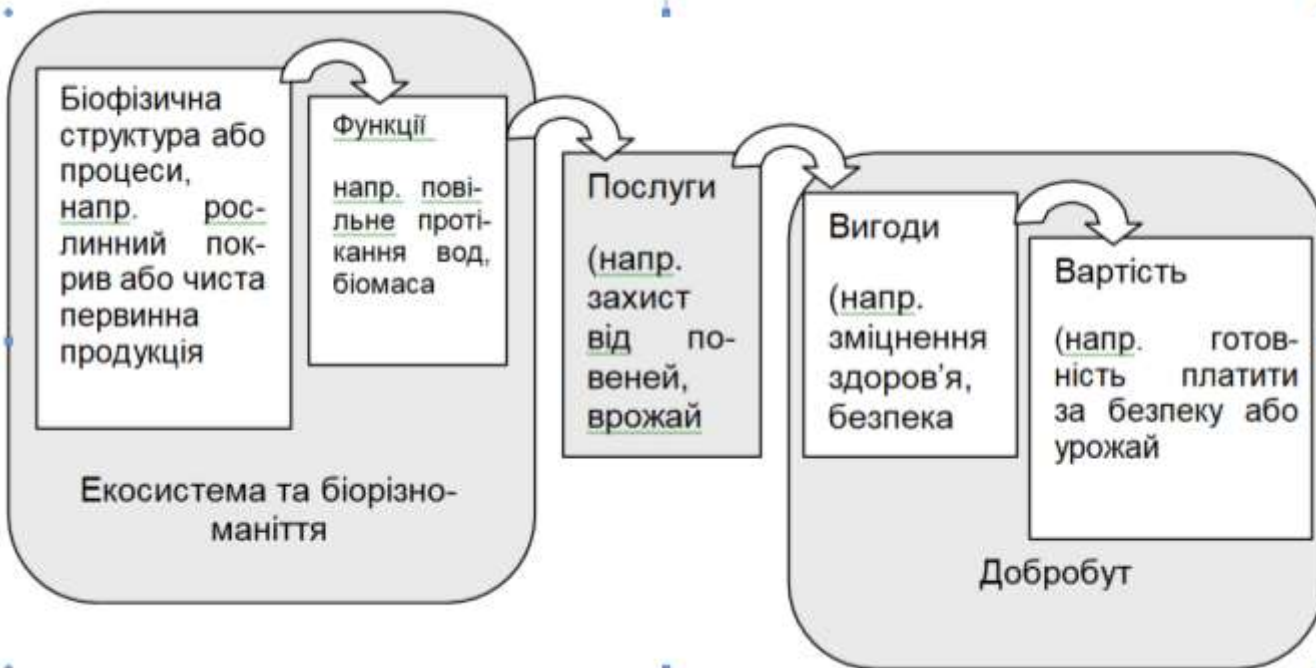 Біофізична
структура або
процеси,
напр. рос-
линний пок-
рив або чиста
первинна
продукція
Функції
напр. пові-
льне проті-
кання вод,
біомаса
Екосистема та біорізно-
маніття
Послуги
(напр.
захист
від по-
веней,
врожай
Вигоди
(напр.
зміцнення
здоров’я,
безпека
Вартість
(напр. готов-
ність платити
за безпеку або
урожай
Добробут